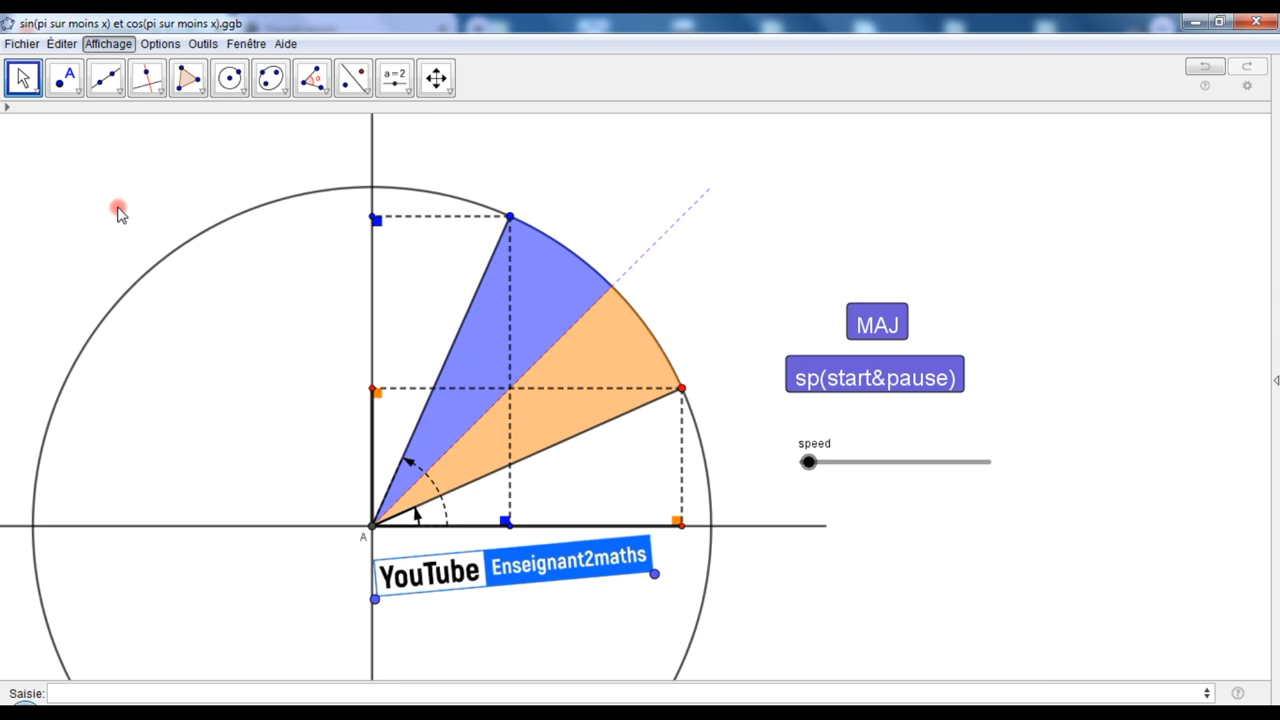 sin(pi sur moins x) et cos(pi sur moins x).ggb
Fichier Éditer Affichage Options Outils Fenêtre Aide
A
α
a=2
MAJ
sp(start&pause)
speed
A
YouTube Enseignant2maths
Saisie: